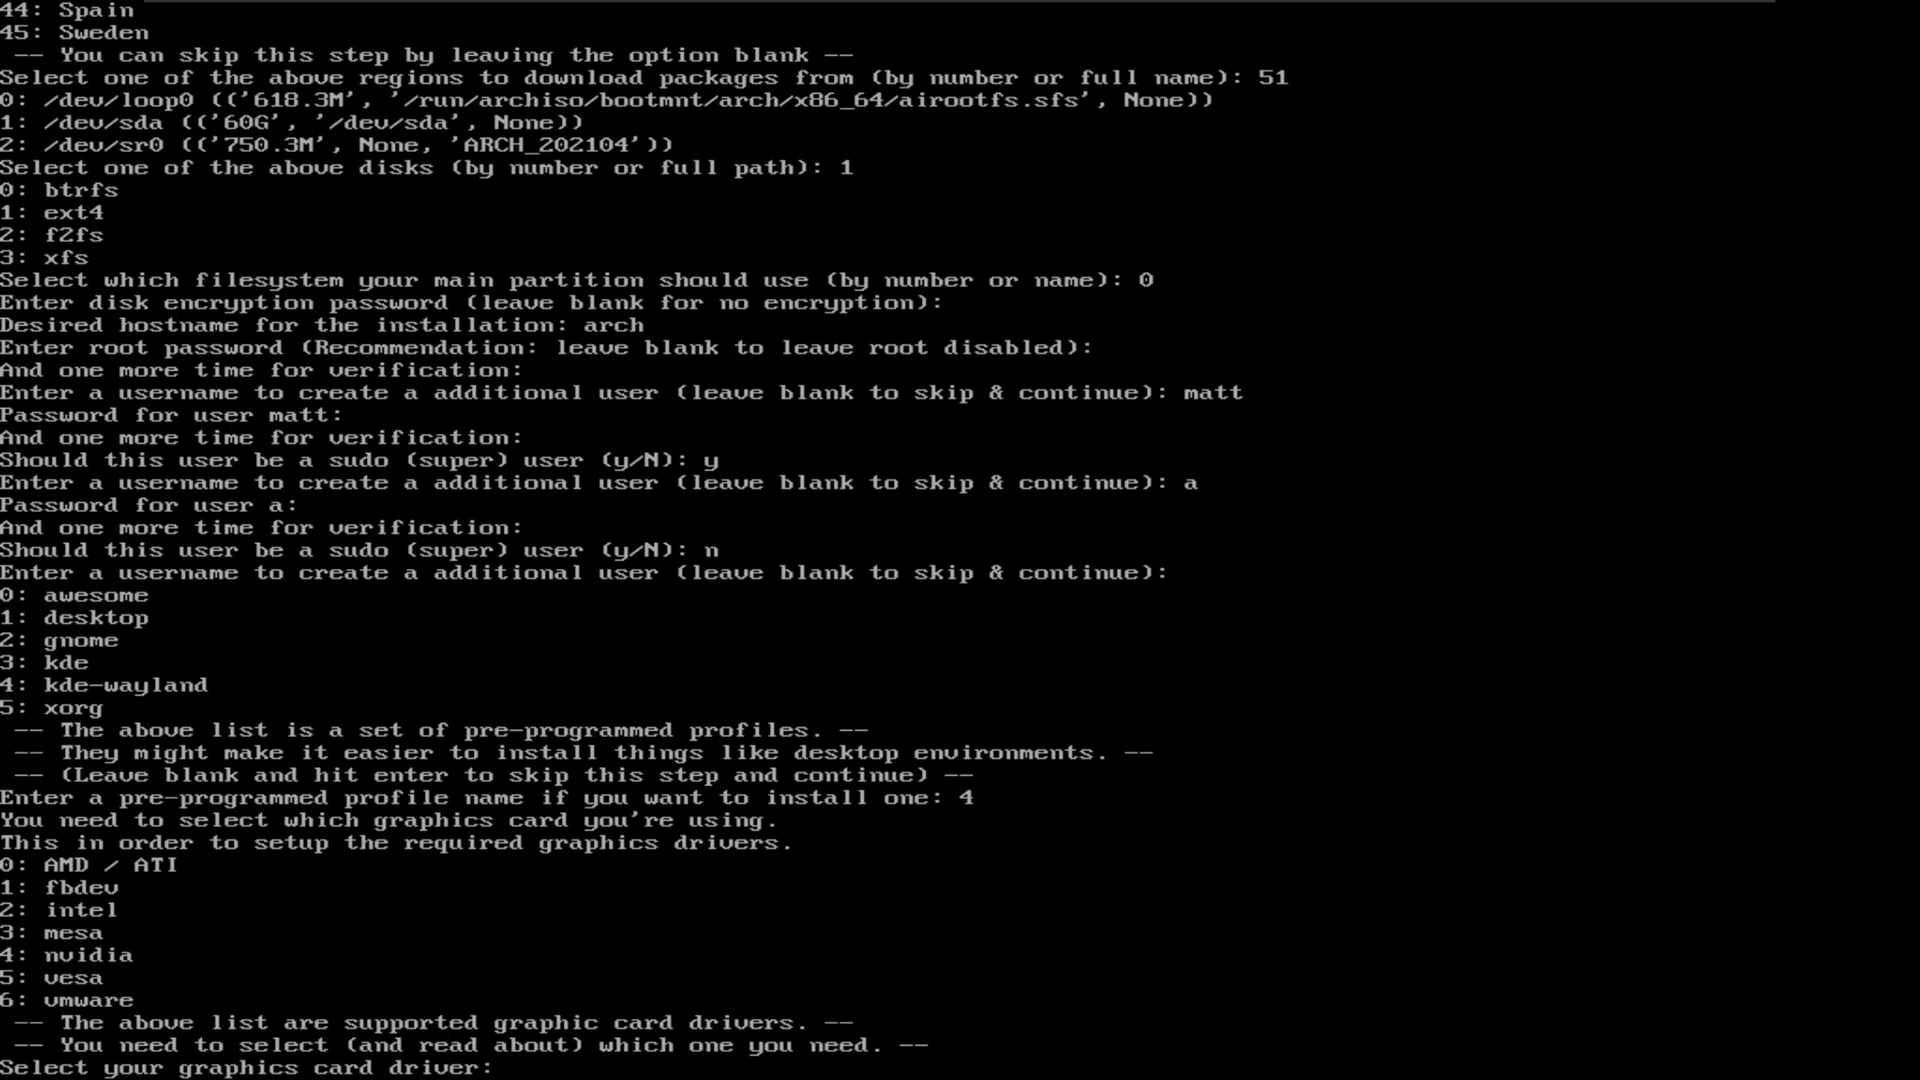 44: Spain
45: Sweden
 -- You can skip this step by leaving the option blank --
Select one of the above regions to download packages from (by number or full name): 51
0: /dev/loop0 (('618.3M', '/run/archiso/bootmnt/arch/x86_64/airootfs.sfs', None))
1: /dev/sda (('60G', '/dev/sda', None))
2: /dev/sr0 (('750.3M', None, 'ARCH_202104'))
Select one of the above disks (by number or full path): 1
0: btrfs
1: ext4
2: f2fs
3: xfs
Select which filesystem your main partition should use (by number or name): 0
Enter disk encryption password (leave blank for no encryption):
Desired hostname for the installation: arch
Enter root password (Recommendation: leave blank to leave root disabled):
And one more time for verification:
Enter a username to create a additional user (leave blank to skip & continue): matt
Password for user matt:
And one more time for verification:
Should this user be a sudo (super) user (y/N): y
Enter a username to create a additional user (leave blank to skip & continue): a
Password for user a:
And one more time for verification:
Should this user be a sudo (super) user (y/N): n
Enter a username to create a additional user (leave blank to skip & continue):
0: awesome
1: desktop
2: gnome
3: kde
4: kde-wayland
5: xorg
 -- The above list is a set of pre-programmed profiles. --
 -- They might make it easier to install things like desktop environments. --
 -- (Leave blank and hit enter to skip this step and continue) --
Enter a pre-programmed profile name if you want to install one: 4
You need to select which graphics card you're using.
This in order to setup the required graphics drivers.
0: AMD / ATI
1: fbdev
2: intel
3: mesa
4: nvidia
5: vesa
6: vmware
 -- The above list are supported graphic card drivers. --
 -- You need to select (and read about) which one you need. --
Select your graphics card driver: